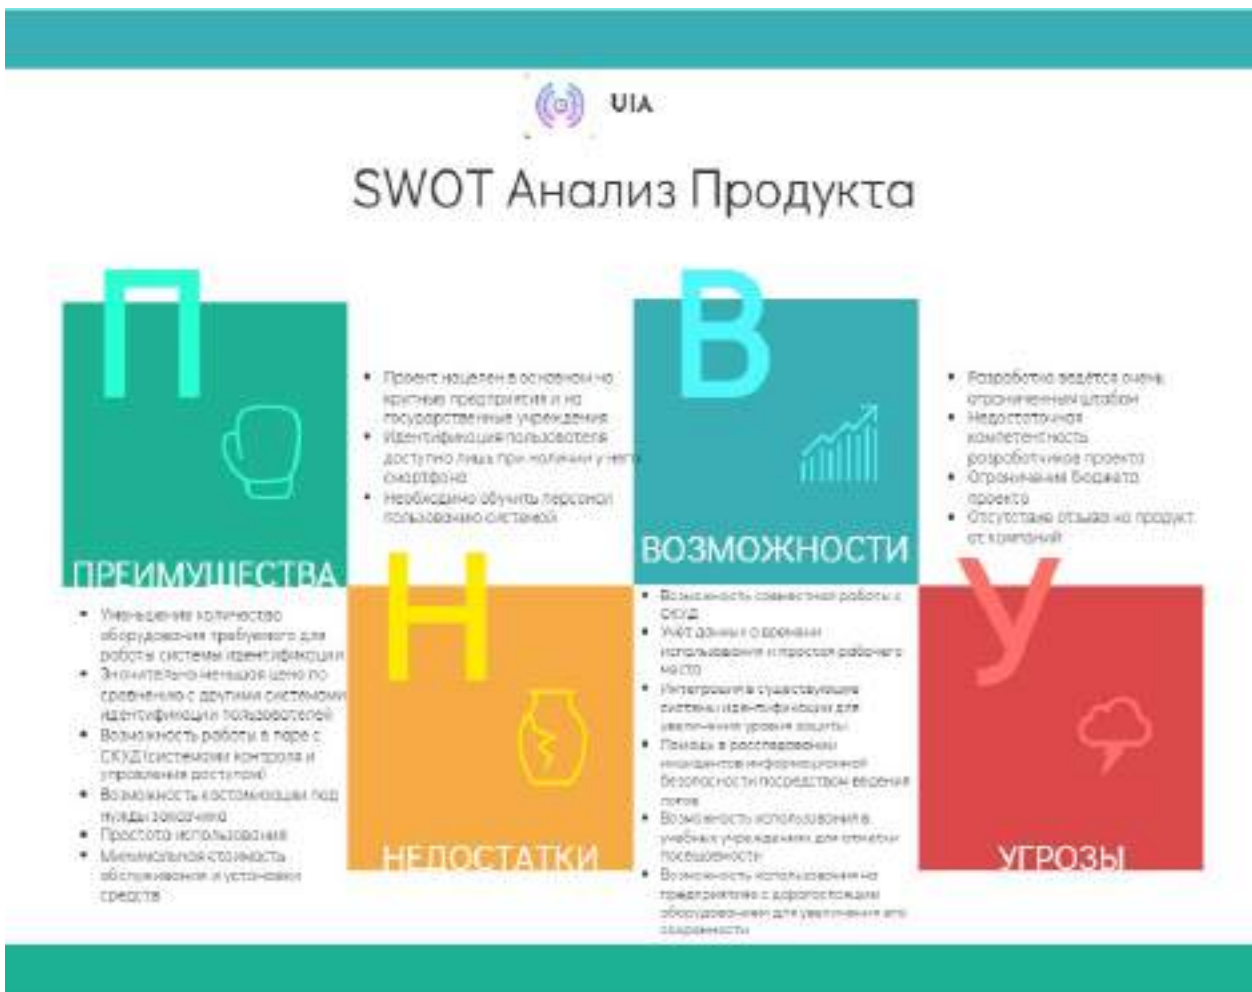 UIA
SWOT Анализ Продукта
П
ПРЕИМУЩЕСТВА
• Уменьшение количества
оборудования требуемого для
работы системы идентификации
• Значительно меньшая цена по
сравнению с другими системами
идентификации пользователей
• Возможность работы в паре с
СКУД(системами контроля и
управления доступом)
• Возможность кастомизации под
нужды заказчика
• Простота использования
• Минимальная стоимость
обслуживания и установки
средств
• Проект нацелен в основном на
крупные предприятия и на
государственные учреждения
• Идентификация пользователя
доступно лишь при наличии у него
смартфона
• Необходимо обучить персонал
пользованию системой
Н
НЕДОСТАТКИ
В
ВОЗМОЖНОСТИ
• Возможность совместной работы с
СКУД
• Учёт данных о времени
использования и простоя рабочего
места
• Интеграция в существующие
системы идентификации для
увеличения уровня защиты
• Помощь в расследовании
инцидентов информационной
безопасности посредством ведения
логов
• Возможность использования в
учебных учреждениях для отметки
посещаемости
• Возможность использования на
предприятиях с дорогостоящим
оборудованием для увеличения его
сохранности
• Разработка ведётся очень
ограниченным штабом
• Недостаточная
компетентность
разработчиков проекта
• Ограничения бюджета
проекта
• Отсутствие отзыва на продукт
от компаний
У
УГРОЗЫ